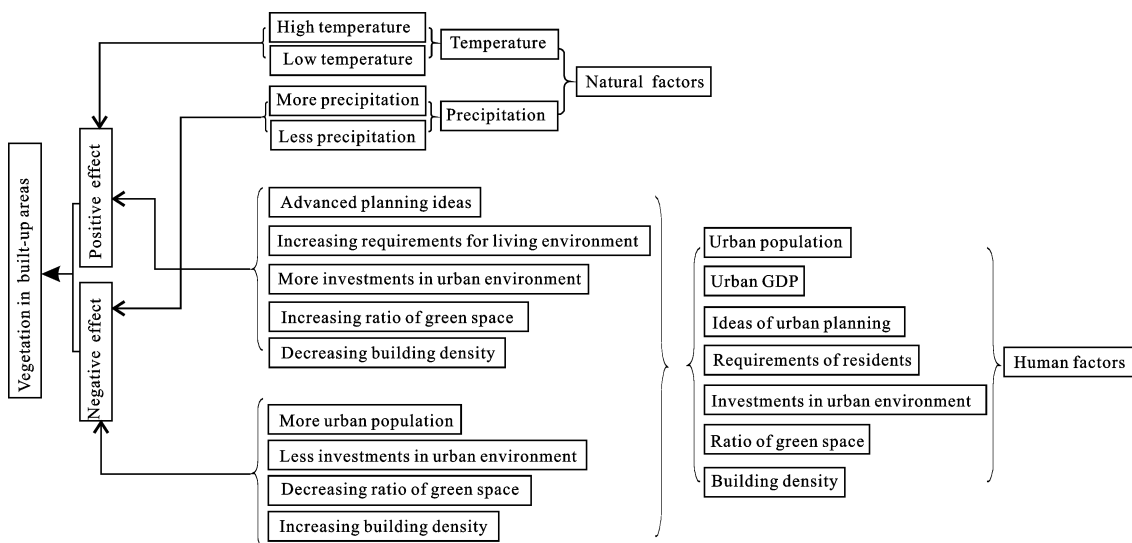 High temperature
Low temperature
Temperature
More precipitation
Less precipitation
Precipitation
Natural factors
Vegetation in built-up areas
Positive effect
Negative effect
Advanced planning ideas
Increasing requirements for living environment
More investments in urban environment
Increasing ratio of green space
Decreasing building density
More urban population
Less investments in urban environment
Decreasing ratio of green space
Increasing building density
Urban population
Urban GDP
Ideas of urban planning
Requirements of residents
Investments in urban environment
Ratio of green space
Building density
Human factors